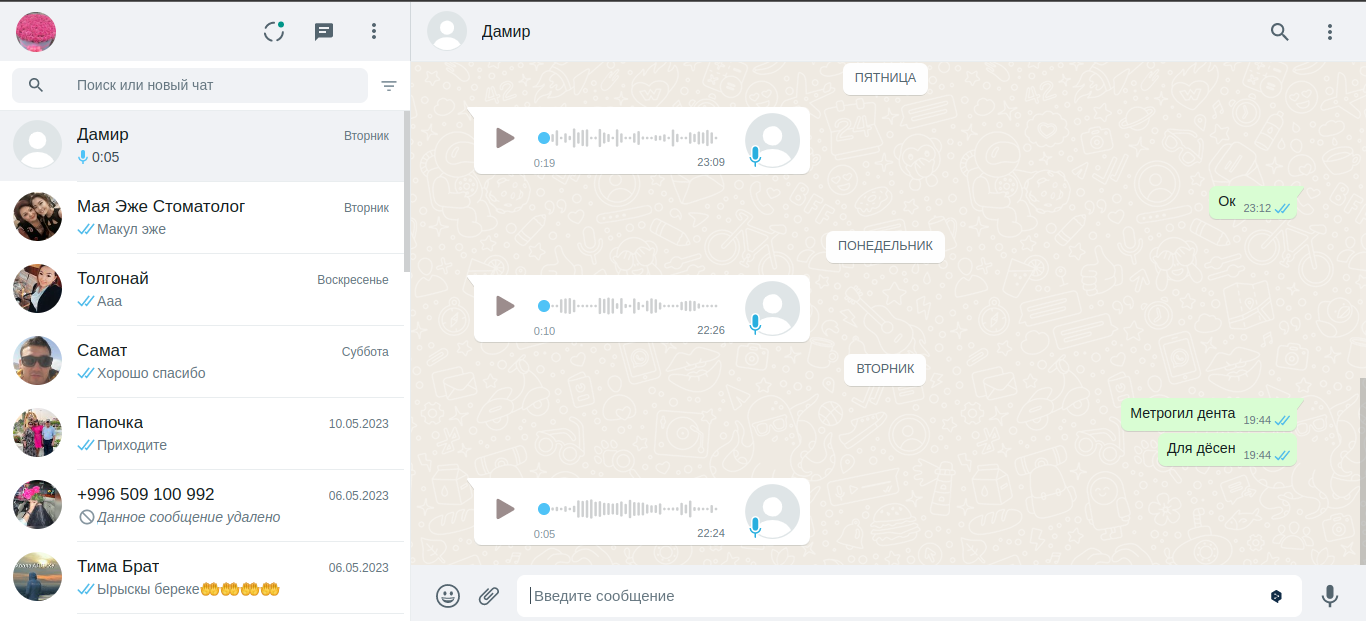 Поиск или новый чат
Дамир
Вторник
0:05
Мая Эже Стоматолог
Вторник
Макул эже
Толгонай
Воскресенье
Ааа
Самат
Суббота
Хорошо спасибо
Папочка
10.05.2023
Приходите
+996 509 100 992
06.05.2023
Данное сообщение удалено
Тима Брат
06.05.2023
Ырыскы береке🤲🤲🤲🤲
Дамир
ПЯТНИЦА
0:19
23:09
Ок 23:12
ПОНЕДЕЛЬНИК
0:10
22:26
ВТОРНИК
Метрогил дента 19:44
Для дёсен 19:44
0:05
22:24
Введите сообщение